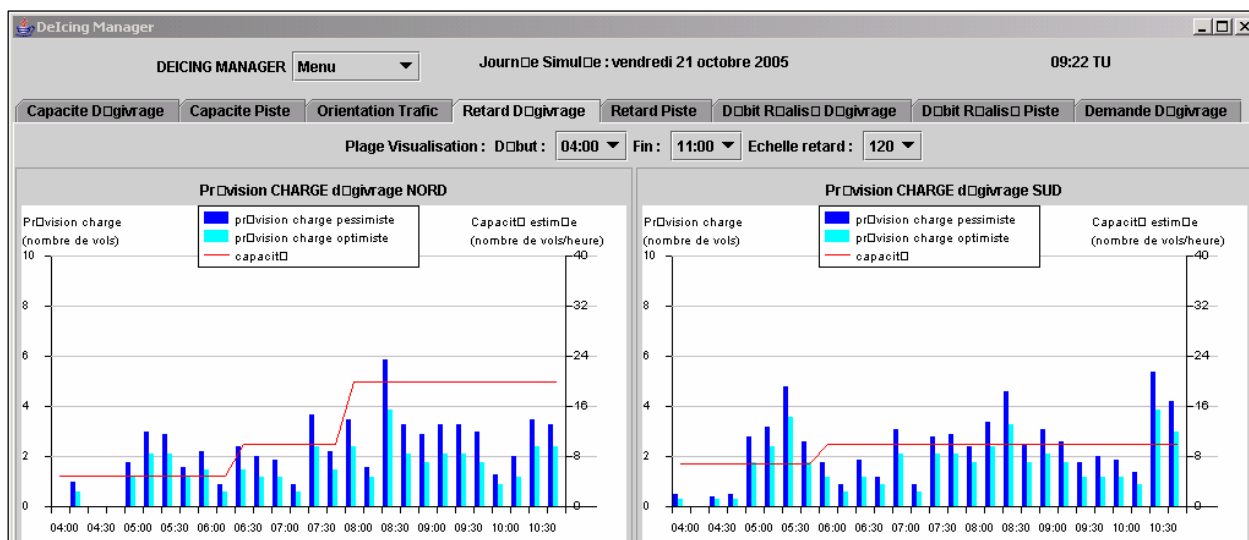 DeIcing Manager
DEICING MANAGER Menu Journ□e Simul□e : vendredi 21 octobre 2005 09:22 TU
Capacite D□givrage Capacite Piste Orientation Trafic Retard D□givrage Retard Piste D□bit R□alis□ D□givrage D□bit R□alis□ Piste Demande D□givrage
Plage Visualisation : D□but : 04:00 Fin : 11:00 Echelle retard : 120
Pr□vision CHARGE d□givrage NORD
Pr□vision charge
(nombre de vols)
pr□vision charge pessimiste
pr□vision charge optimiste
capacit□
Capacit□ estim□e
(nombre de vols/heure)
10 40
8 32
6 24
4 16
2 8
0 0
04:00 04:30 05:00 05:30 06:00 06:30 07:00 07:30 08:00 08:30 09:00 09:30 10:00 10:30
Pr□vision CHARGE d□givrage SUD
Pr□vision charge
(nombre de vols)
pr□vision charge pessimiste
pr□vision charge optimiste
capacit□
Capacit□ estim□e
(nombre de vols/heure)
10 40
8 32
6 24
4 16
2 8
0 0
04:00 04:30 05:00 05:30 06:00 06:30 07:00 07:30 08:00 08:30 09:00 09:30 10:00 10:30